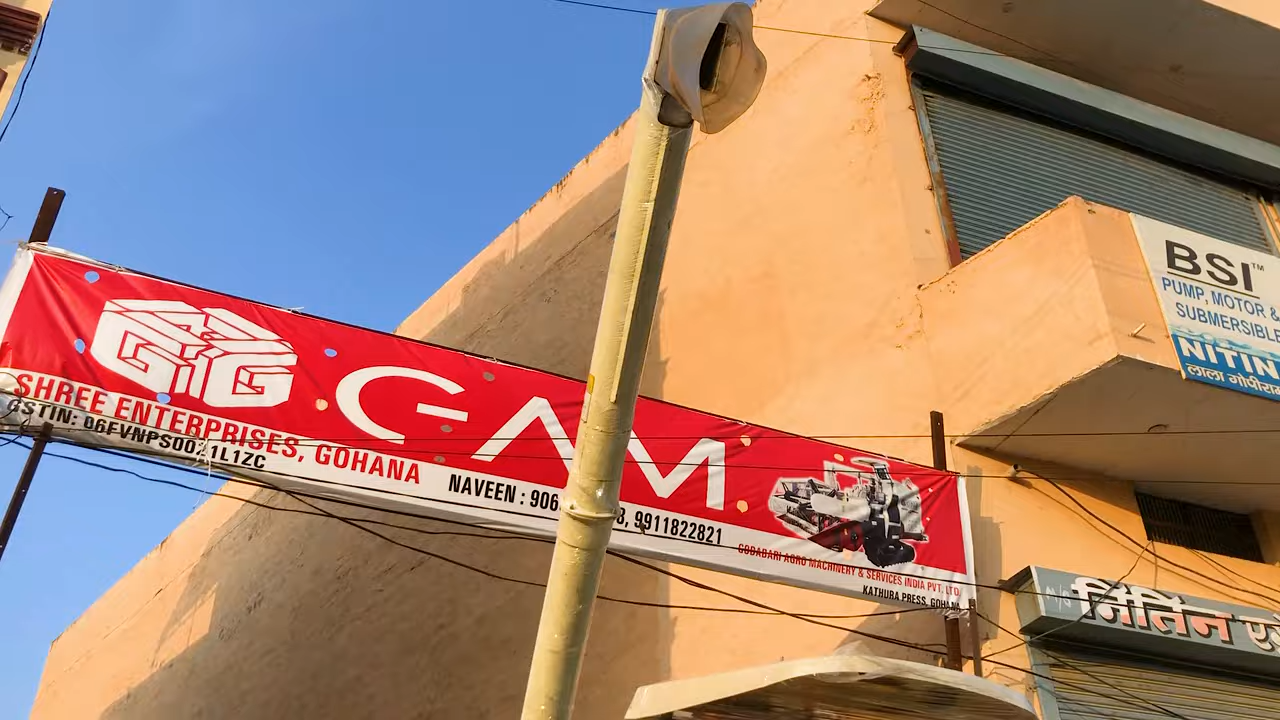 GAM
SHREE ENTERPRISES, GOHANA
GSTIN: 06FVNPS0021L1ZC
NAVEEN : 906 8, 9911822821
GODABARI AGRO MACHINERY & SERVICES INDIA PVT. LTD.
KATHURA PRESS, GOHANA
BSI™
PUMP, MOTOR &
SUBMERSIBLE
NITIN
लाला गोपीरा
M/s नितिन